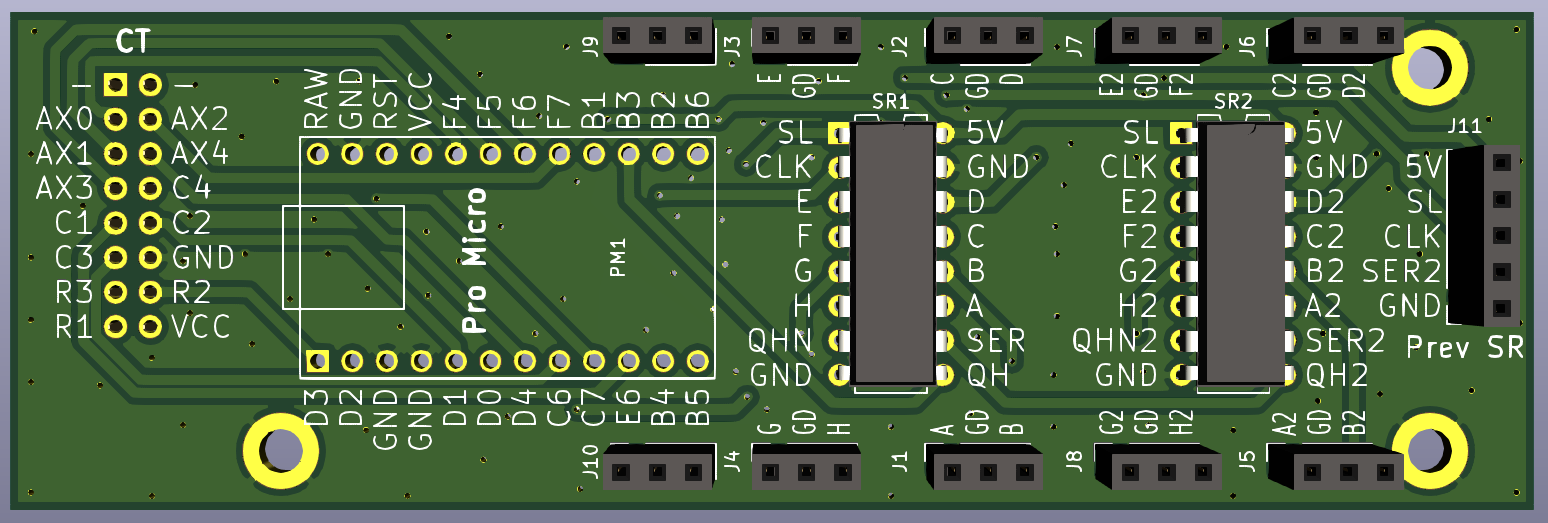 CT
J9
J3
J2
J7
J6
E GD F
C GD D
E2 GD F2
C2 GD D2
RAW GND RST VCC F4 F5 F6 F7 B1 B3 B2 B6
SR1
SR2
J11
— —
AX0 AX2
AX1 AX4
AX3 C4
C1 C2
C3 GND
R3 R2
R1 VCC
Pro Micro
PM1
SL 5V
CLK GND
E D
F C
G B
H A
QHN SER
GND QH
SL 5V
CLK GND
E2 D2
F2 C2
G2 B2
H2 A2
QHN2 SER2
GND QH2
5V
SL
CLK
SER2
GND
Prev SR
D3 D2 GND GND D1 D0 D4 C6 C7 E6 B4 B5
G GD H
A GD B
G2 GD H2
A2 GD B2
J10
J4
J1
J8
J5